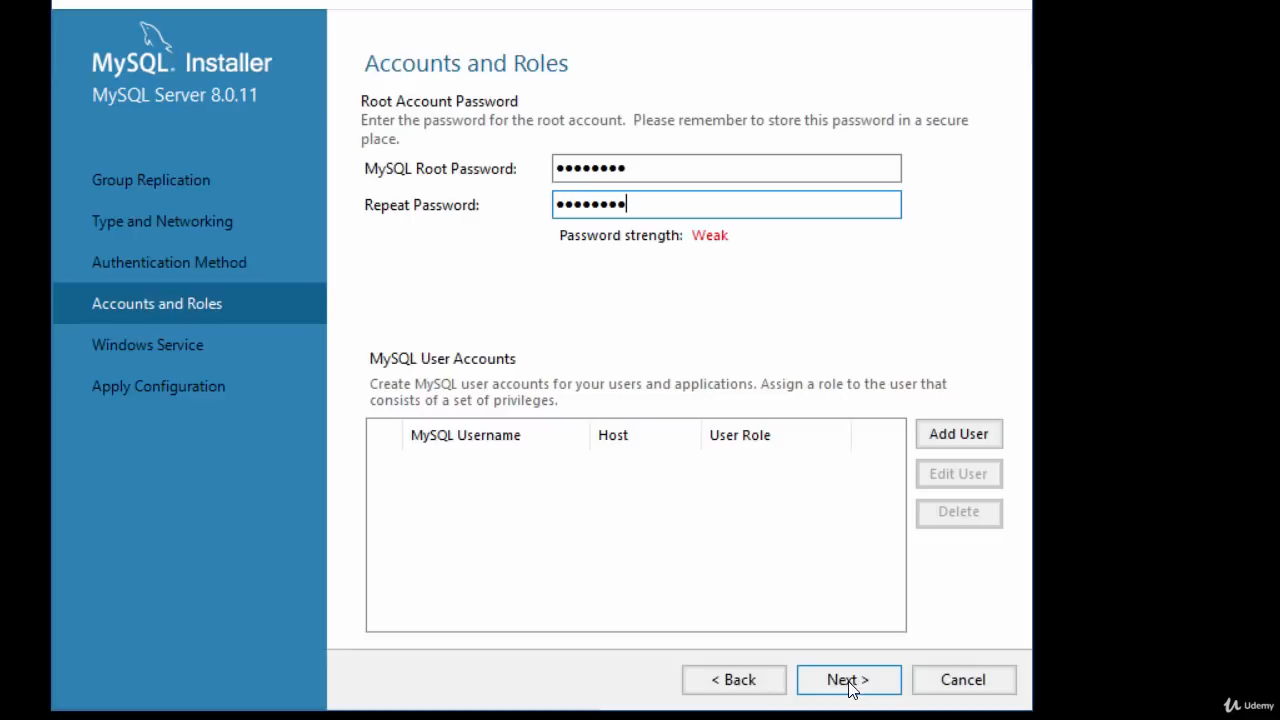 MySQL. Installer
MySQL Server 8.0.11
Group Replication
Type and Networking
Authentication Method
Accounts and Roles
Windows Service
Apply Configuration
Accounts and Roles
Root Account Password
Enter the password for the root account. Please remember to store this password in a secure
place.
MySQL Root Password: ••••••••
Repeat Password: ••••••••
Password strength: Weak
MySQL User Accounts
Create MySQL user accounts for your users and applications. Assign a role to the user that
consists of a set of privileges.
MySQL Username Host User Role
Add User
Edit User
Delete
< Back Next > Cancel
Udemy